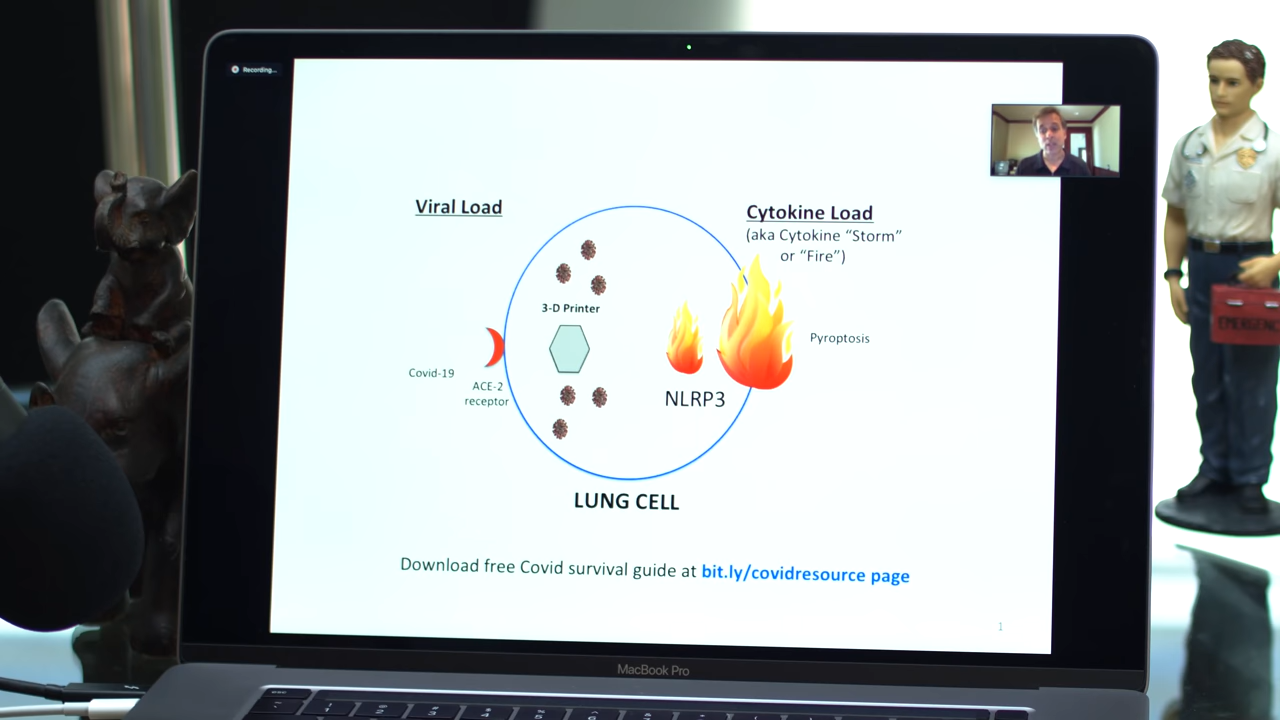 Recording...
Viral Load
Cytokine Load
(aka Cytokine “Storm”
or “Fire”)
3-D Printer
Pyroptosis
Covid-19
ACE-2
receptor
NLRP3
LUNG CELL
Download free Covid survival guide at bit.ly/covidresource page
1
MacBook Pro
EMERGENC